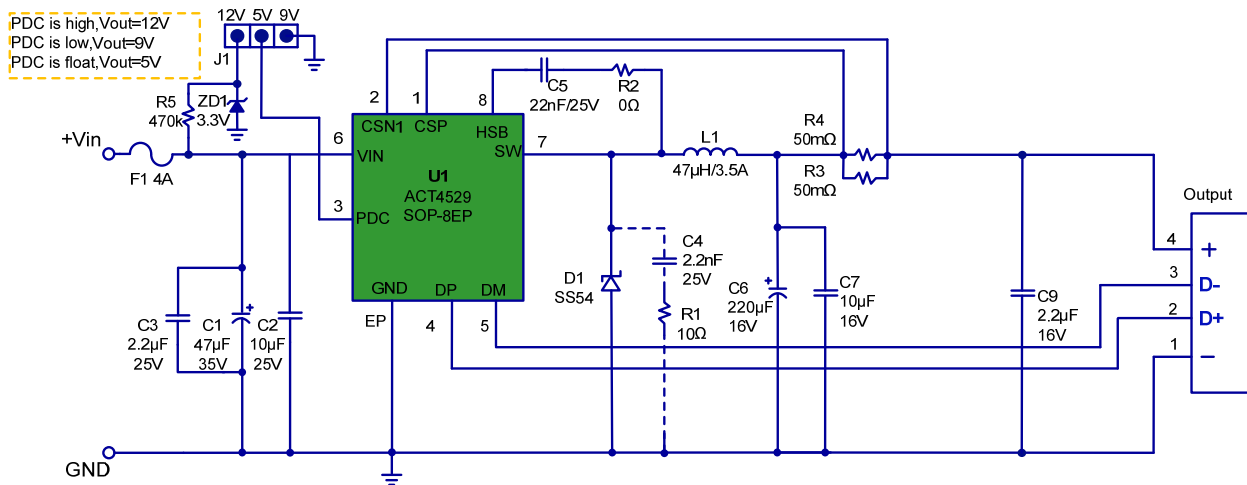 PDC is high,Vout=12V
PDC is low,Vout=9V
PDC is float,Vout=5V
12V 5V 9V
J1
R5
470k
ZD1
3.3V
+Vin
F1 4A
2
1
8
CSN1
CSP
HSB
6
VIN
SW
7
U1
ACT4529
SOP-8EP
3
PDC
GND
DP
DM
EP
4
5
C5
22nF/25V
R2
0Ω
L1
47µH/3.5A
R4
50mΩ
R3
50mΩ
Output
4
+
3
D-
2
D+
1
−
C3
2.2µF
25V
C1
+
47µF
35V
C2
10µF
25V
D1
SS54
C4
2.2nF
25V
R1
10Ω
C6
+
220µF
16V
C7
10µF
16V
C9
2.2µF
16V
GND